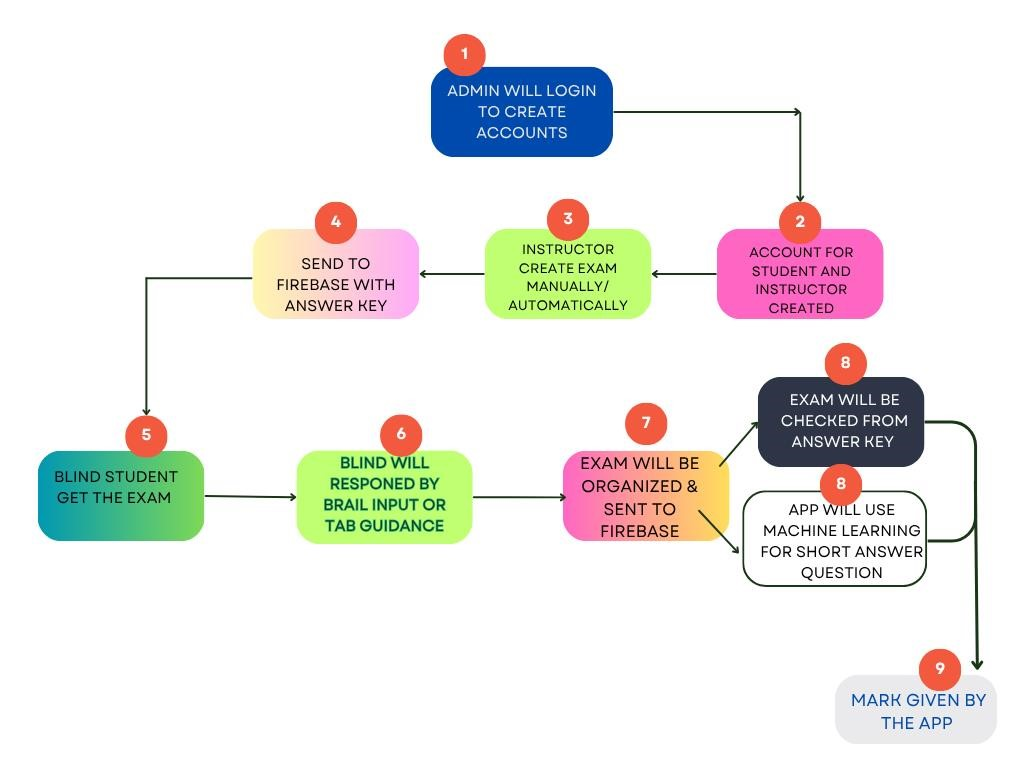 1
ADMIN WILL LOGIN
TO CREATE
ACCOUNTS
2
ACCOUNT FOR
STUDENT AND
INSTRUCTOR
CREATED
3
INSTRUCTOR
CREATE EXAM
MANUALLY/
AUTOMATICALLY
4
SEND TO
FIREBASE WITH
ANSWER KEY
5
BLIND STUDENT
GET THE EXAM
6
BLIND WILL
RESPONED BY
BRAIL INPUT OR
TAB GUIDANCE
7
EXAM WILL BE
ORGANIZED &
SENT TO
FIREBASE
8
EXAM WILL BE
CHECKED FROM
ANSWER KEY
8
APP WILL USE
MACHINE LEARNING
FOR SHORT ANSWER
QUESTION
9
MARK GIVEN BY
THE APP